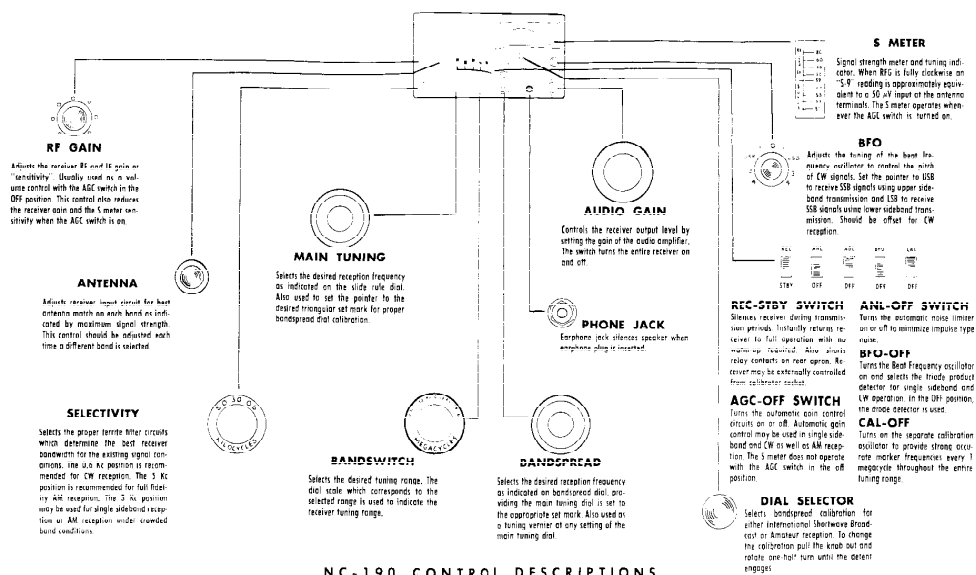 RF GAIN
Adjusts the receiver RF and IF gain or
"sensitivity". Usually used as a vol-
ume control with the AGC switch in the
OFF position. This control also reduces
the receiver gain and the S meter sen-
sitivity when the AGC switch is on.
ANTENNA
Adjusts receiver input circuit for best
antenna match on each band as indi-
cated by maximum signal strength.
This control should be adjusted each
time a different band is selected.
SELECTIVITY
Selects the proper ferrite filter circuits
which determine the best receiver
bandwidth for the existing signal con-
ditions. The Kc position is recom-
mended for CW reception. The 5 Kc
position is recommended for full fidel-
ity AM reception. The 3 Kc position
may be used for single sideband recep-
tion or AM reception under crowded
band conditions.
KILOCYCLES
MAIN TUNING
Selects the desired reception frequency
as indicated on the slide rule dial.
Also used to set the pointer to the
desired triangular set mark for proper
bandspread dial calibration.
MEGACYCLES
BANDSWITCH
Selects the desired tuning range. The
dial scale which corresponds to the
selected range is used to indicate the
receiver tuning range.
AUDIO GAIN
Controls the receiver output level by
setting the gain of the audio amplifier.
The switch turns the entire receiver on
and off.
PHONE JACK
Earphone jack silences speaker when
earphone plug is inserted.
BANDSPREAD
Selects the desired reception frequency
as indicated on bandspread dial, pro-
viding the main tuning dial is set to
the appropriate set mark. Also used as
a tuning vernier at any setting of the
main tuning dial.
S METER
Signal strength meter and tuning indi-
cator. When RFG is fully clockwise an
"S-9" reading is approximately equiv-
alent to a 50 µV input at the antenna
terminals. The S meter operates when-
ever the AGC switch is turned on.
BFO
Adjusts the tuning of the beat fre-
quency oscillator to control the pitch
of CW signals. Set the pointer to USB
to receive SSB signals using upper side-
band transmission and LSB to receive
SSB signals using lower sideband trans-
mission. Should be offset for CW
reception.
REC ANL AGC BFO CAL
STBY OFF OFF OFF OFF
REC-STBY SWITCH
Silences receiver during transmis-
sion periods. Instantly returns re-
ceiver to full operation with no
warm-up required. Also shorts
relay contacts on rear apron. Re-
ceiver may be externally controlled
from calibrator socket.
AGC-OFF SWITCH
Turns the automatic gain control
circuits on or off. Automatic gain
control may be used in single side-
band and CW as well as AM recep-
tion. The S meter does not operate
with the AGC switch in the off
position.
ANL-OFF SWITCH
Turns the automatic noise limiter
on or off to minimize impulse type
noise.
BFO-OFF
Turns the Beat Frequency oscillator
on and selects the triode product
detector for single sideband and
CW operation. In the OFF position,
the diode detector is used.
CAL-OFF
Turns on the separate calibration
oscillator to provide strong accu-
rate marker frequencies every 1
megacycle throughout the entire
tuning range.
DIAL SELECTOR
Selects bandspread calibration for
either international Shortwave Broad-
cast or Amateur reception. To change
the calibration pull the knob out and
rotate one-half turn until the detent
engages
NC-190 CONTROL DESCRIPTIONS